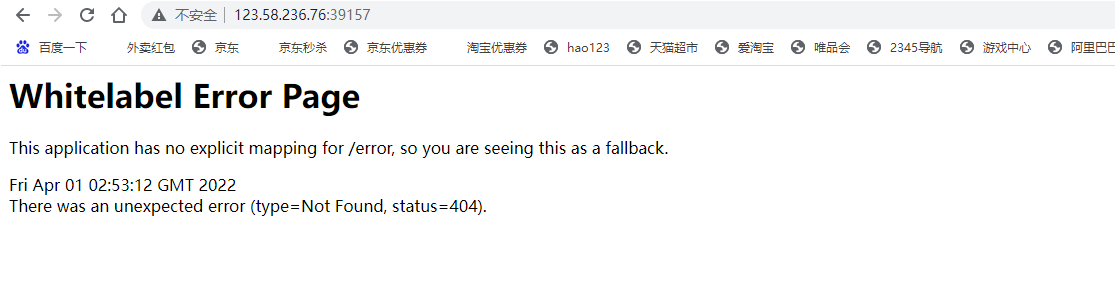 不安全 123.58.236.76:39157
百度一下 外卖红包 京东 京东秒杀 京东优惠券 淘宝优惠券 hao123 天猫超市 爱淘宝 唯品会 2345导航 游戏中心 阿里巴巴
Whitelabel Error Page
This application has no explicit mapping for /error, so you are seeing this as a fallback.
Fri Apr 01 02:53:12 GMT 2022
There was an unexpected error (type=Not Found, status=404).